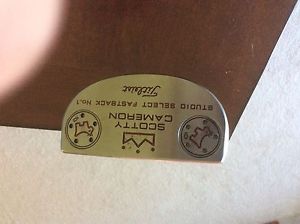 SCOTTY
CAMERON
STUDIO SELECT FASTBACK No.1
Titleist